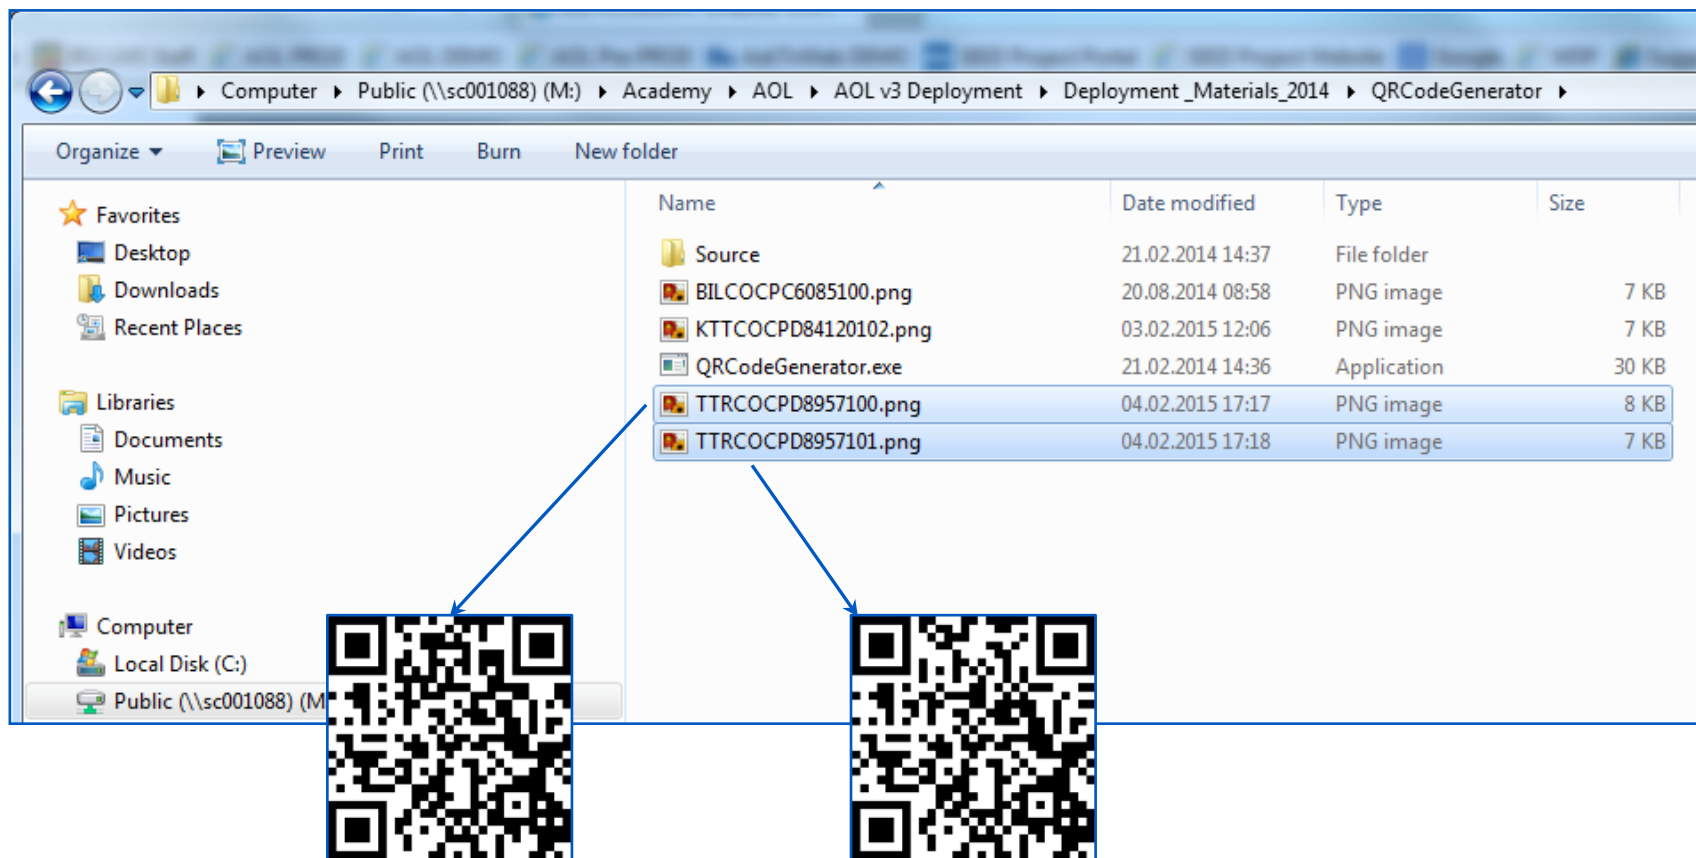 Computer Public (\\sc001088) (M:) Academy AOL AOL v3 Deployment Deployment _Materials_2014 QRCodeGenerator
Organize Preview Print Burn New folder
Name Date modified Type Size
Favorites
Desktop
Downloads
Recent Places
Libraries
Documents
Music
Pictures
Videos
Computer
Local Disk (C:)
Public (\\sc001088) (M
Source 21.02.2014 14:37 File folder
BILCOCPC6085100.png 20.08.2014 08:58 PNG image 7 KB
KTTCOCPD84120102.png 03.02.2015 12:06 PNG image 7 KB
QRCodeGenerator.exe 21.02.2014 14:36 Application 30 KB
TTRCOCPD8957100.png 04.02.2015 17:17 PNG image 8 KB
TTRCOCPD8957101.png 04.02.2015 17:18 PNG image 7 KB